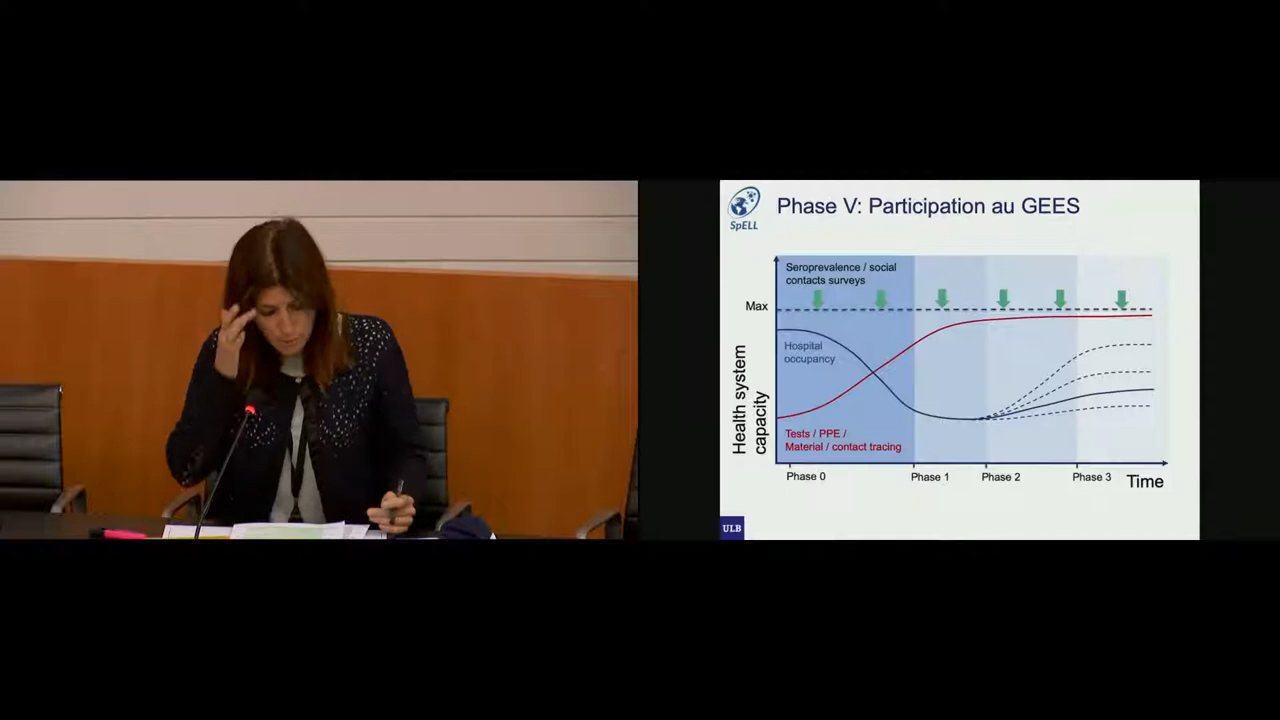 SpELL
Phase V: Participation au GEES
Seroprevalence / social
contacts surveys
Max
Hospital
occupancy
Health system
capacity
Tests / PPE /
Material / contact tracing
Phase 0
Phase 1
Phase 2
Phase 3
Time
ULB